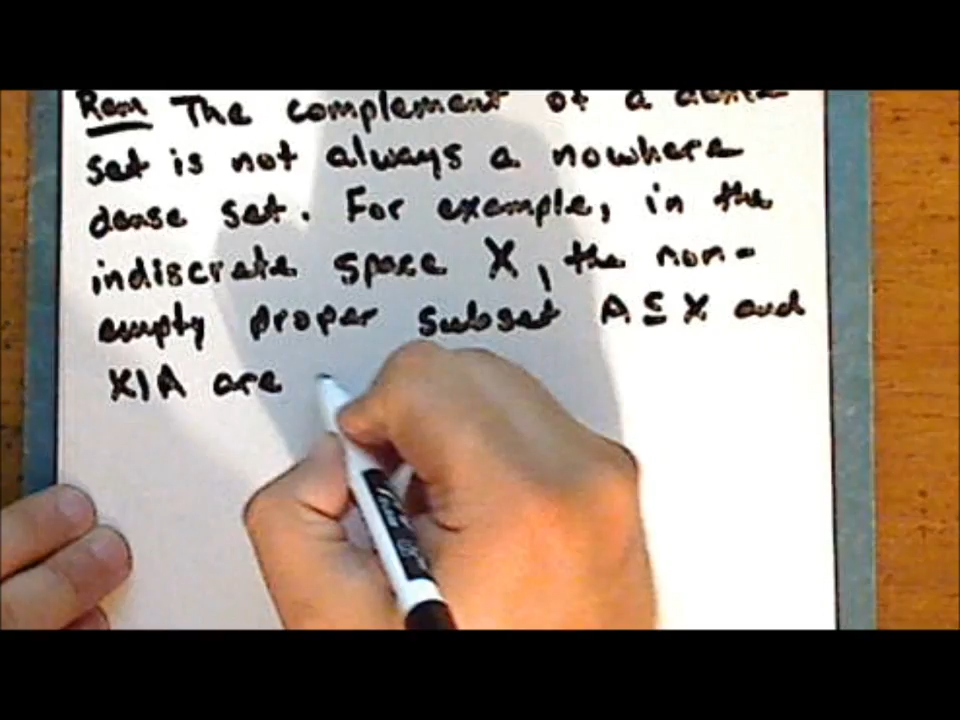 Rem The complement of a dense
set is not always a nowhere
dense set. For example, in the
indiscrete space X, the non-
empty proper subset A ⊆ X and
X\A are